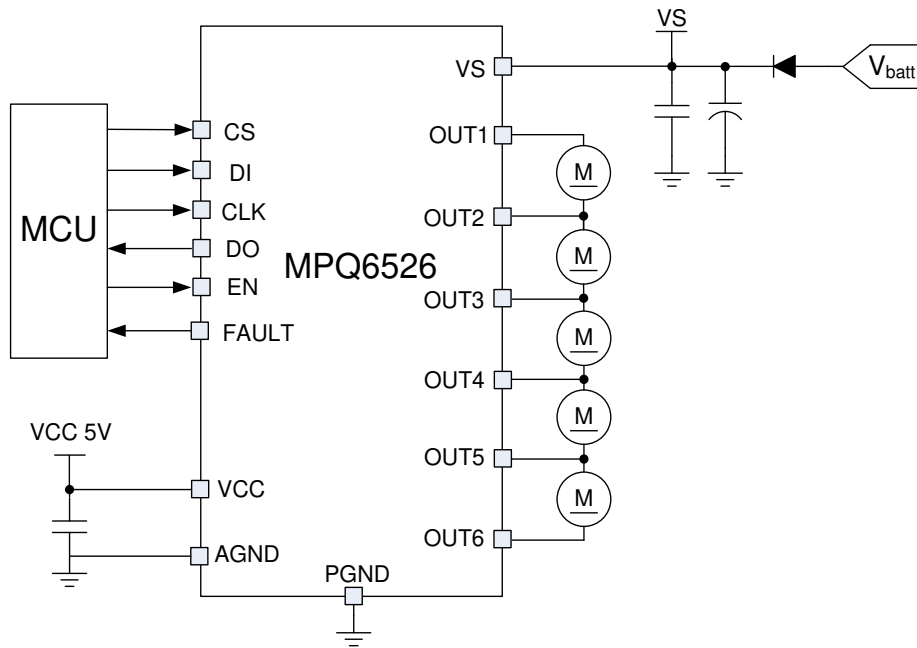 VS
VS
V_batt
CS
OUT1
DI
M
CLK
OUT2
MCU
DO
MPQ6526
M
EN
OUT3
FAULT
M
OUT4
M
VCC 5V
OUT5
VCC
M
OUT6
AGND
PGND